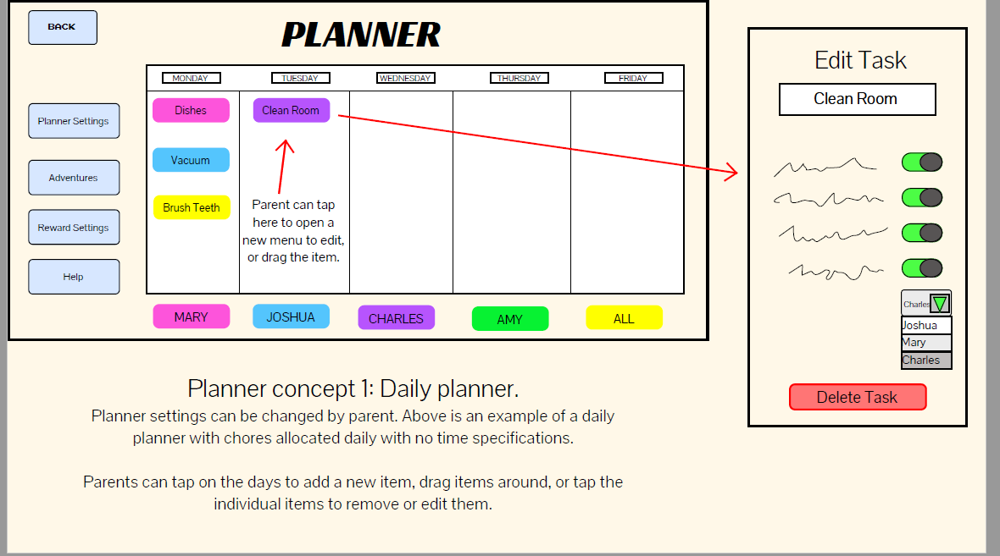 BACK
PLANNER
MONDAY
TUESDAY
WEDNESDAY
THURSDAY
FRIDAY
Dishes
Clean Room
Vacuum
Brush Teeth
Parent can tap
here to open a
new menu to edit,
or drag the item.
Planner Settings
Adventures
Reward Settings
Help
MARY
JOSHUA
CHARLES
AMY
ALL
Edit Task
Clean Room
Charles
Joshua
Mary
Charles
Delete Task
Planner concept 1: Daily planner.
Planner settings can be changed by parent. Above is an example of a daily
planner with chores allocated daily with no time specifications.
Parents can tap on the days to add a new item, drag items around, or tap the
individual items to remove or edit them.